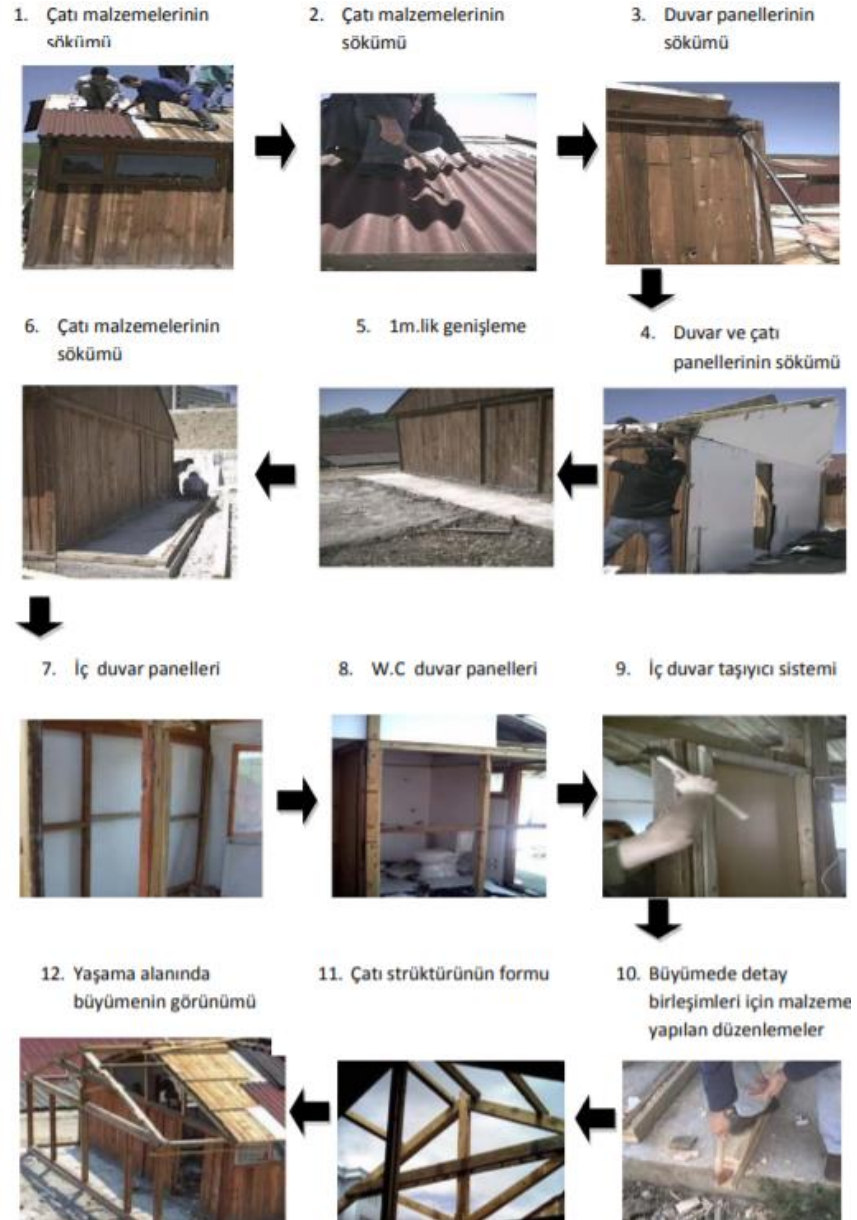 1. Çatı malzemelerinin
sökümü
2. Çatı malzemelerinin
sökümü
3. Duvar panellerinin
sökümü
4. Duvar ve çatı
panellerinin sökümü
5. 1m.lik genişleme
6. Çatı malzemelerinin
sökümü
7. İç duvar panelleri
8. W.C duvar panelleri
9. İç duvar taşıyıcı sistemi
10. Büyümede detay
birleşimleri için malzeme
yapılan düzenlemeler
11. Çatı strüktürünün formu
12. Yaşama alanında
büyümenin görünümü